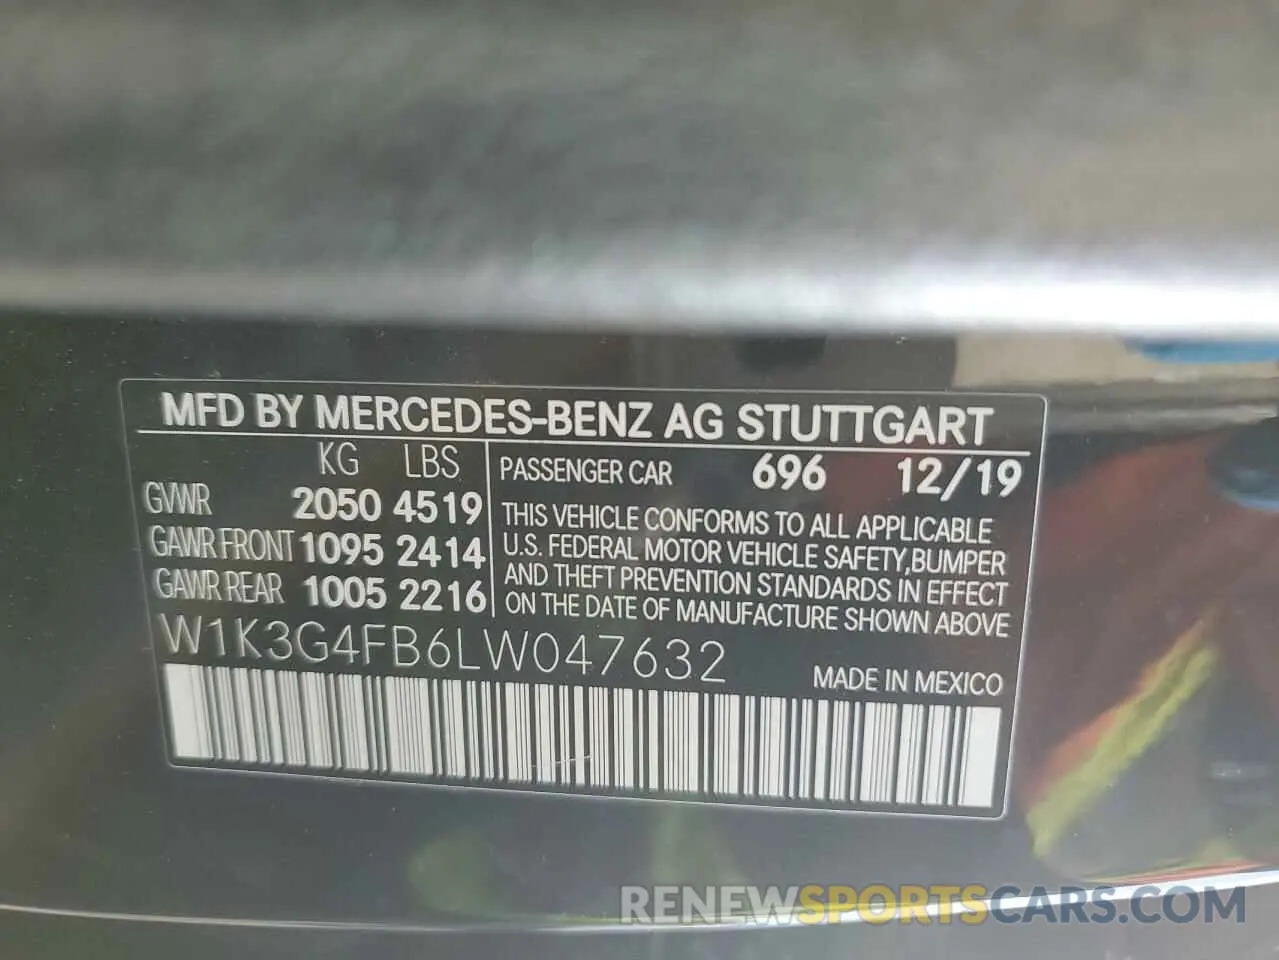 MFD BY MERCEDES-BENZ AG STUTTGART
KG LBS
GVWR 2050 4519
GAWR FRONT 1095 2414
GAWR REAR 1005 2216
PASSENGER CAR 696 12/19
THIS VEHICLE CONFORMS TO ALL APPLICABLE
U.S. FEDERAL MOTOR VEHICLE SAFETY,BUMPER
AND THEFT PREVENTION STANDARDS IN EFFECT
ON THE DATE OF MANUFACTURE SHOWN ABOVE
W1K3G4FB6LW047632
MADE IN MEXICO
RENEWSPORTSCARS.COM